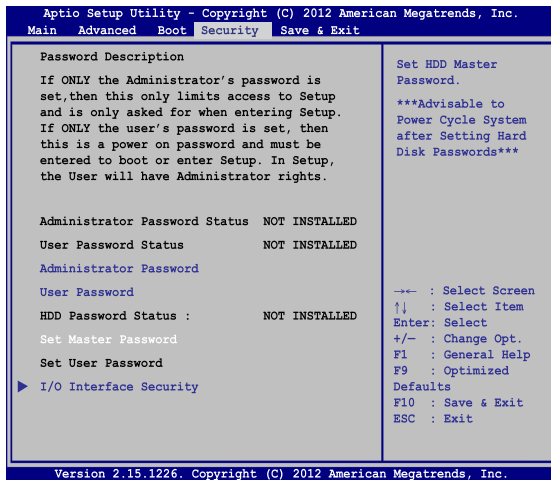 Aptio Setup Utility - Copyright (C) 2012 American Megatrends, Inc.
Main Advanced Boot Security Save & Exit
Password Description
If ONLY the Administrator's password is
set,then this only limits access to Setup
and is only asked for when entering Setup.
If ONLY the user's password is set, then
this is a power on password and must be
entered to boot or enter Setup. In Setup,
the User will have Administrator rights.
Administrator Password Status NOT INSTALLED
User Password Status NOT INSTALLED
Administrator Password
User Password
HDD Password Status : NOT INSTALLED
Set Master Password
Set User Password
I/O Interface Security
Set HDD Master
Password.
***Advisable to
Power Cycle System
after Setting Hard
Disk Passwords***
→← : Select Screen
↑↓ : Select Item
Enter: Select
+/— : Change Opt.
F1 : General Help
F9 : Optimized
Defaults
F10 : Save & Exit
ESC : Exit
Version 2.15.1226. Copyright (C) 2012 American Megatrends, Inc.